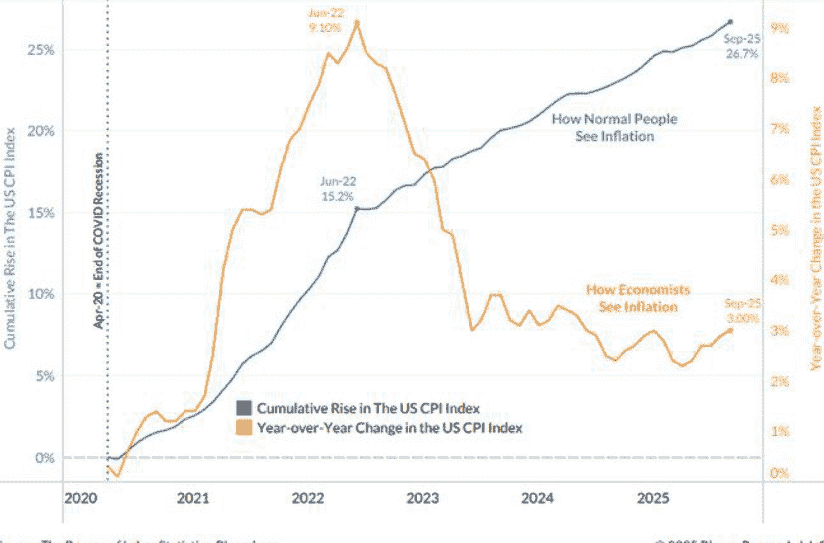 Jun-22
9.10%
25%
20%
15%
10%
5%
0%
Cumulative Rise in The US CPI Index
Apr-20 = End of COVID Recession
Jun-22
15.2%
Sep-25
26.7%
How Normal People
See Inflation
How Economists
See Inflation
Sep-25
3.00%
Cumulative Rise in The US CPI Index
Year-over-Year Change in the US CPI Index
9%
8%
7%
6%
5%
4%
3%
2%
1%
0%
Year-over-Year Change in the US CPI Index
2020
2021
2022
2023
2024
2025